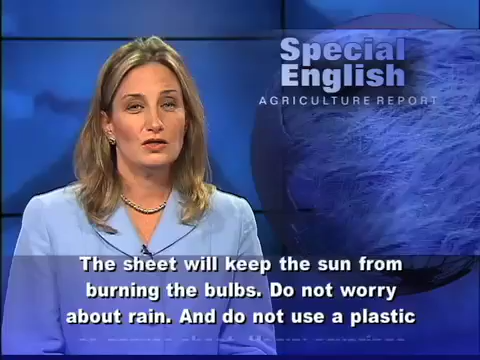 Special
English
AGRICULTURE REPORT
The sheet will keep the sun from
burning the bulbs. Do not worry
about rain. And do not use a plastic